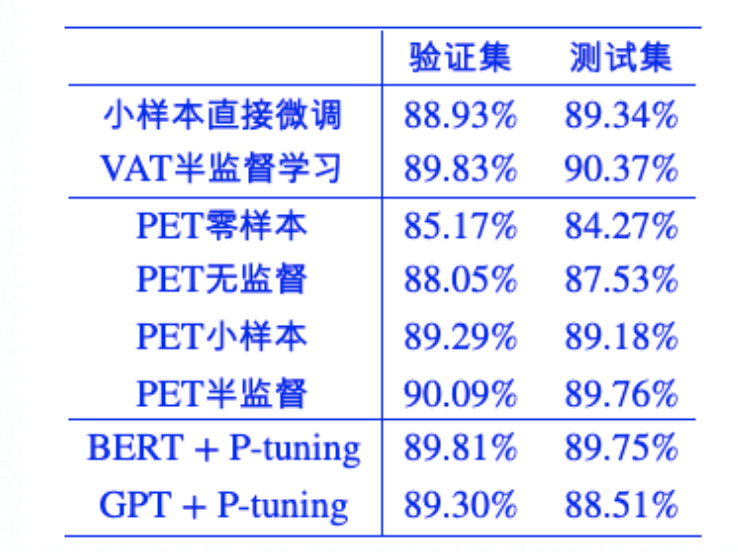 验证集 测试集
小样本直接微调 88.93% 89.34%
VAT半监督学习 89.83% 90.37%
PET零样本 85.17% 84.27%
PET无监督 88.05% 87.53%
PET小样本 89.29% 89.18%
PET半监督 90.09% 89.76%
BERT + P-tuning 89.81% 89.75%
GPT + P-tuning 89.30% 88.51%